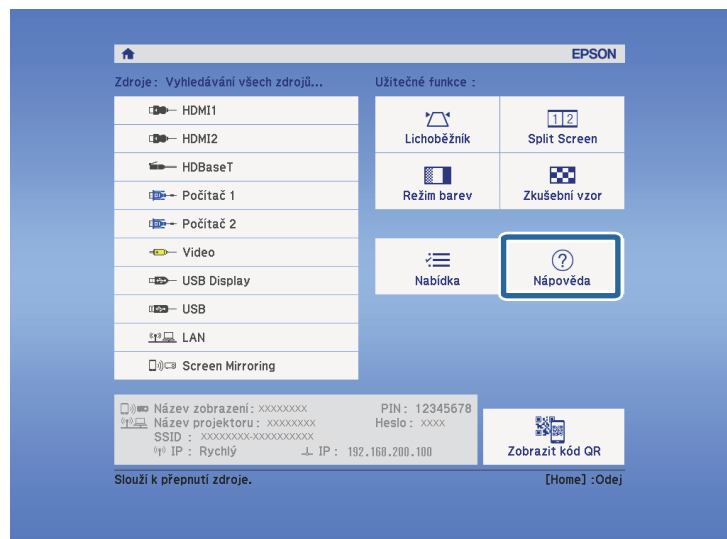 EPSON
Zdroje: Vyhledávání všech zdrojů...
HDMI1
HDMI2
HDBaseT
Počítač 1
Počítač 2
Video
USB Display
USB
LAN
Screen Mirroring
Užitečné funkce :
Lichoběžník
1 2
Split Screen
Režim barev
Zkušební vzor
Nabídka
?
Nápověda
Název zobrazení: XXXXXXXX PIN: 12345678
Název projektoru: XXXXXXXX Heslo: XXXX
SSID : XXXXXXXX-XXXXXXXXXX
IP : Rychlý IP : 192.168.200.100
Zobrazit kód QR
Slouží k přepnutí zdroje. [Home] :Odej